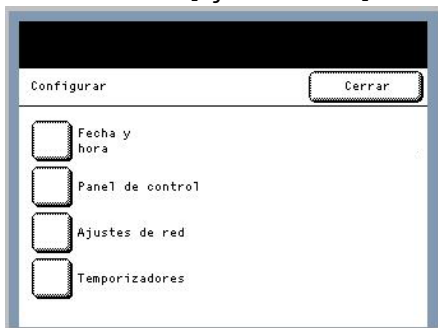 Configurar
Cerrar
Fecha y
hora
Panel de control
Ajustes de red
Temporizadores